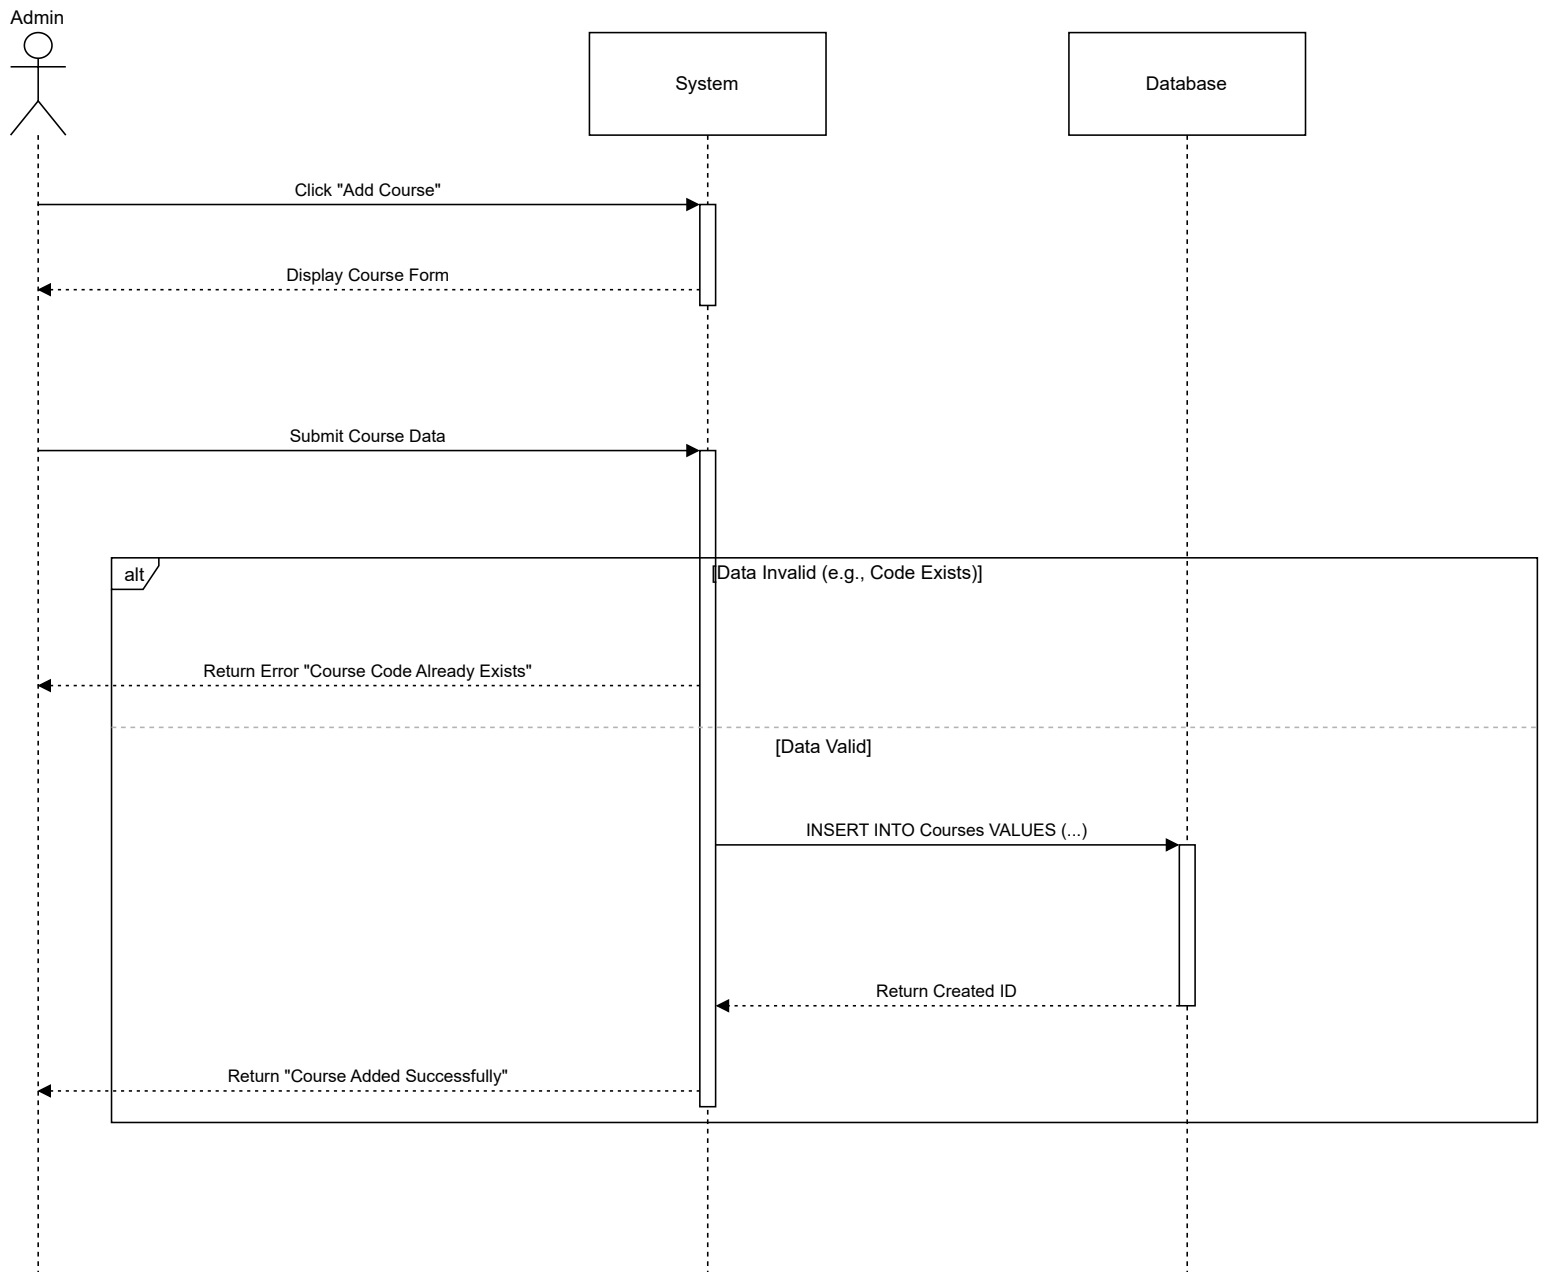 Admin
System
Database
Click "Add Course"
Display Course Form
Submit Course Data
alt
[Data Invalid (e.g., Code Exists)]
Return Error "Course Code Already Exists"
[Data Valid]
INSERT INTO Courses VALUES (...)
Return Created ID
Return "Course Added Successfully"